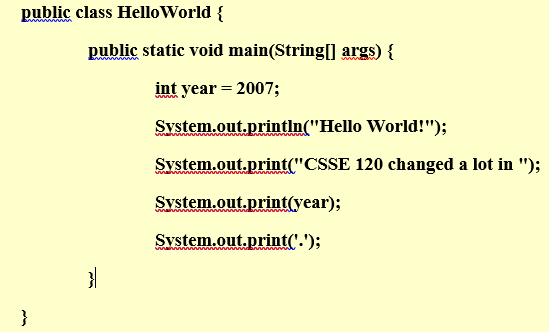 public class HelloWorld {
public static void main(String[] args) {
int year = 2007;
System.out.println("Hello World!");
System.out.print("CSSE 120 changed a lot in ");
System.out.print(year);
System.out.print('.');
}
}